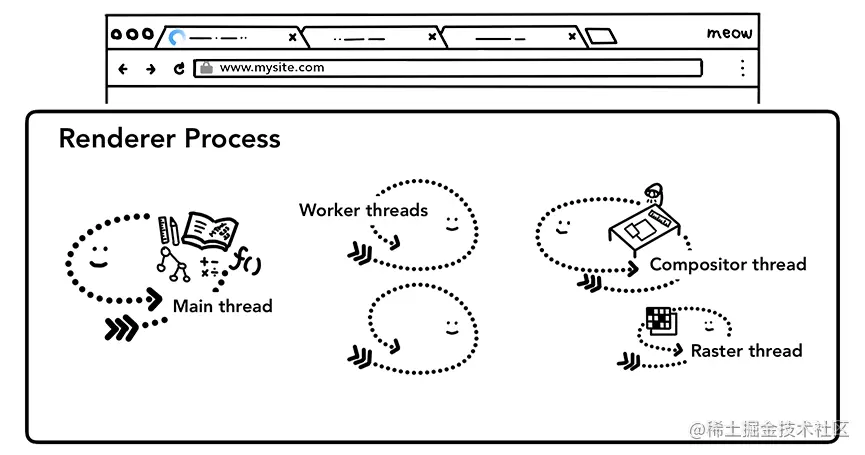 meow
www.mysite.com
Renderer Process
Worker threads
f()
Main thread
Compositor thread
Raster thread
@稀土掘金技术社区